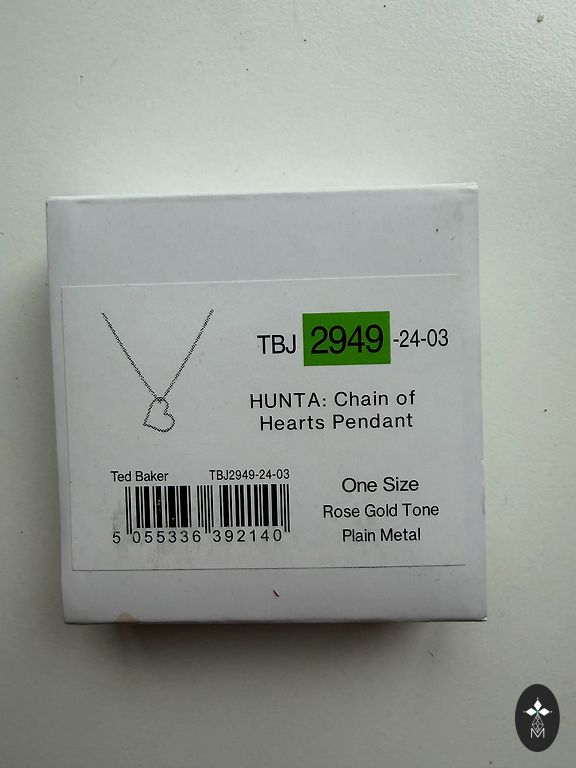 TBJ 2949 -24-03
HUNTA: Chain of
Hearts Pendant
Ted Baker TBJ2949-24-03
5 055336 392140
One Size
Rose Gold Tone
Plain Metal
M